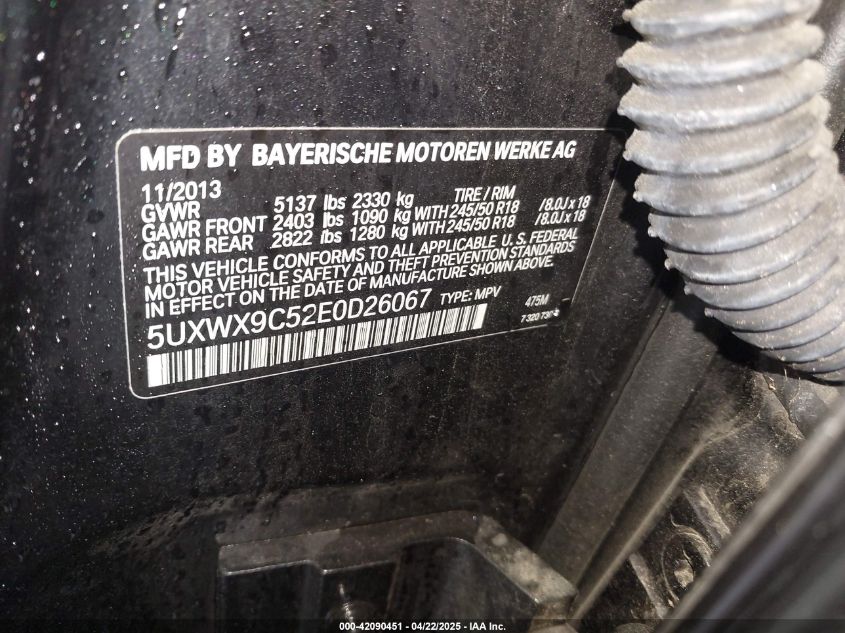 MFD BY BAYERISCHE MOTOREN WERKE AG
11/2013 TIRE / RIM
GVWR 5137 lbs 2330 kg
GAWR FRONT 2403 lbs 1090 kg WITH 245/50 R18 /8.0J x 18
GAWR REAR 2822 lbs 1280 kg WITH 245/50 R18 /8.0J x 18
THIS VEHICLE CONFORMS TO ALL APPLICABLE U.S. FEDERAL
MOTOR VEHICLE SAFETY AND THEFT PREVENTION STANDARDS
IN EFFECT ON THE DATE OF MANUFACTURE SHOWN ABOVE.
5UXWX9C52E0D26067 TYPE: MPV 475M
000-42090451 - 04/22/2025 - IAA Inc.